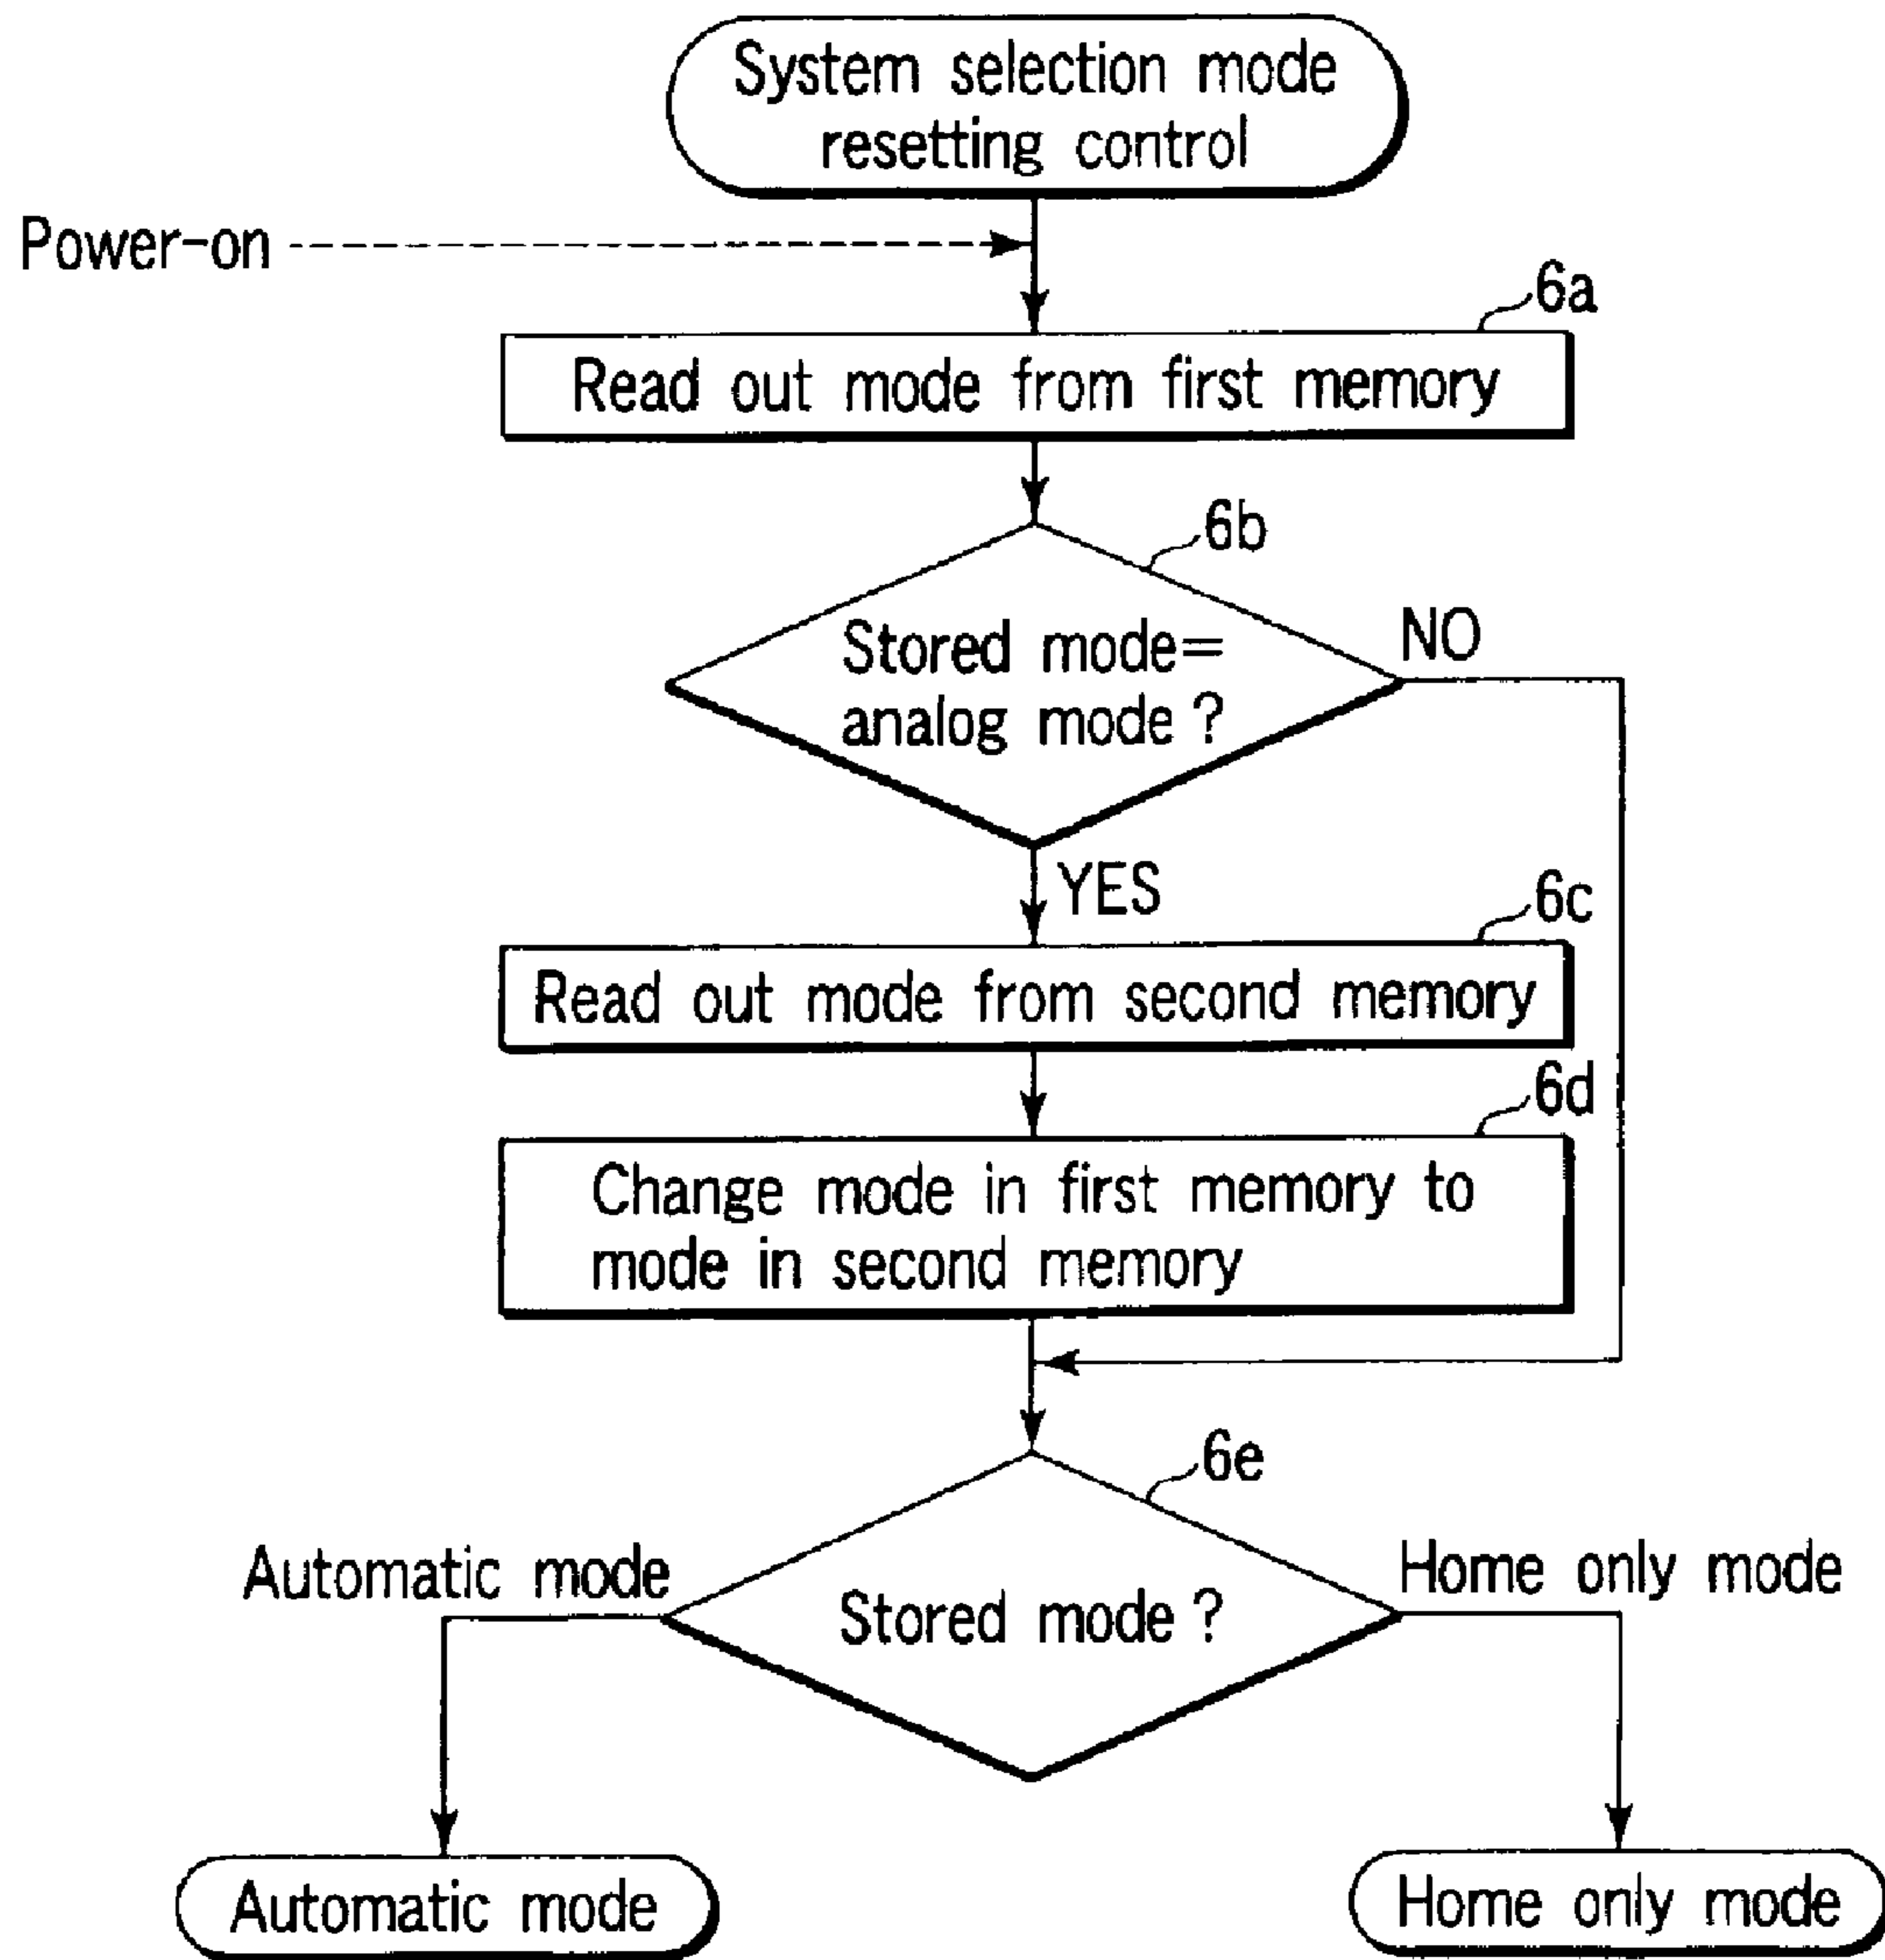 System selection mode
resetting control
Power-on
6a
Read out mode from first memory
6b
Stored mode=
analog mode ?
NO
YES
6c
Read out mode from second memory
6d
Change mode in first memory to
mode in second memory
6e
Automatic mode
Stored mode ?
Home only mode
Automatic mode
Home only mode